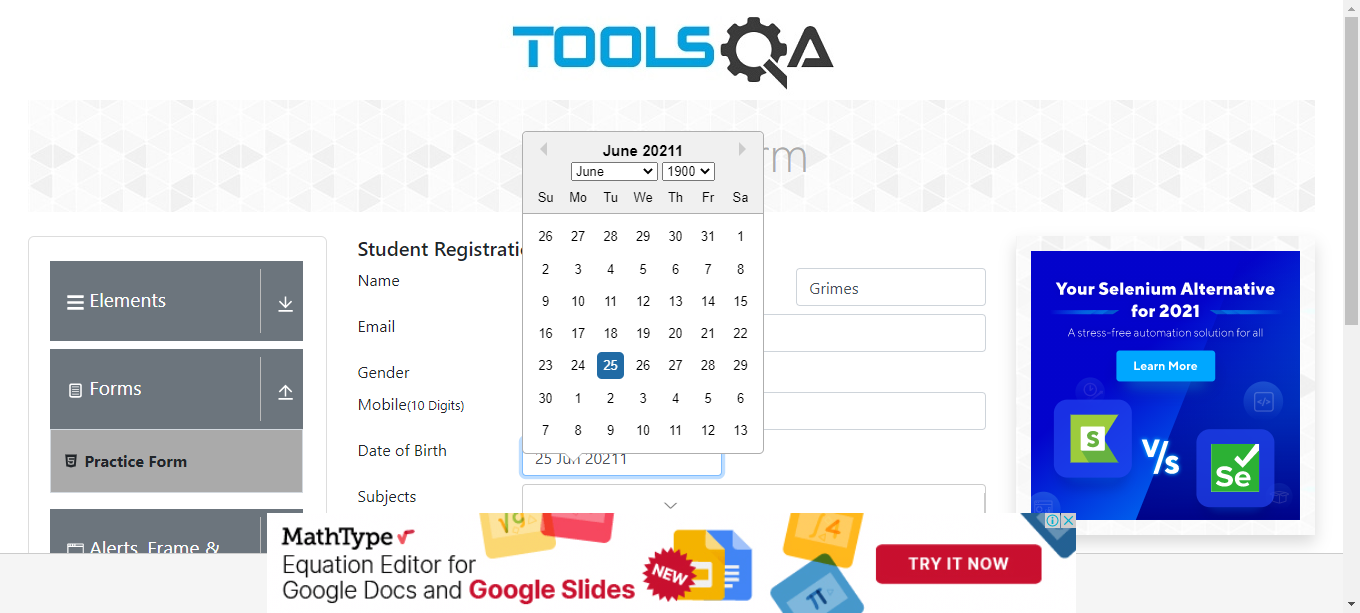 TOOLSQA
rm
June 20211
June
1900
Su Mo Tu We Th Fr Sa
26 27 28 29 30 31 1
2 3 4 5 6 7 8
9 10 11 12 13 14 15
16 17 18 19 20 21 22
23 24 25 26 27 28 29
30 1 2 3 4 5 6
7 8 9 10 11 12 13
Elements
Forms
Practice Form
Alerts, Frame &
Student Registratio
Name
Grimes
Email
Gender
Mobile(10 Digits)
Date of Birth
25 Jun 20211
Subjects
Your Selenium Alternative
for 2021
A stress-free automation solution for all
Learn More
S
V/s
Se
MathType
Equation Editor for
Google Docs and Google Slides
NEW
TRY IT NOW